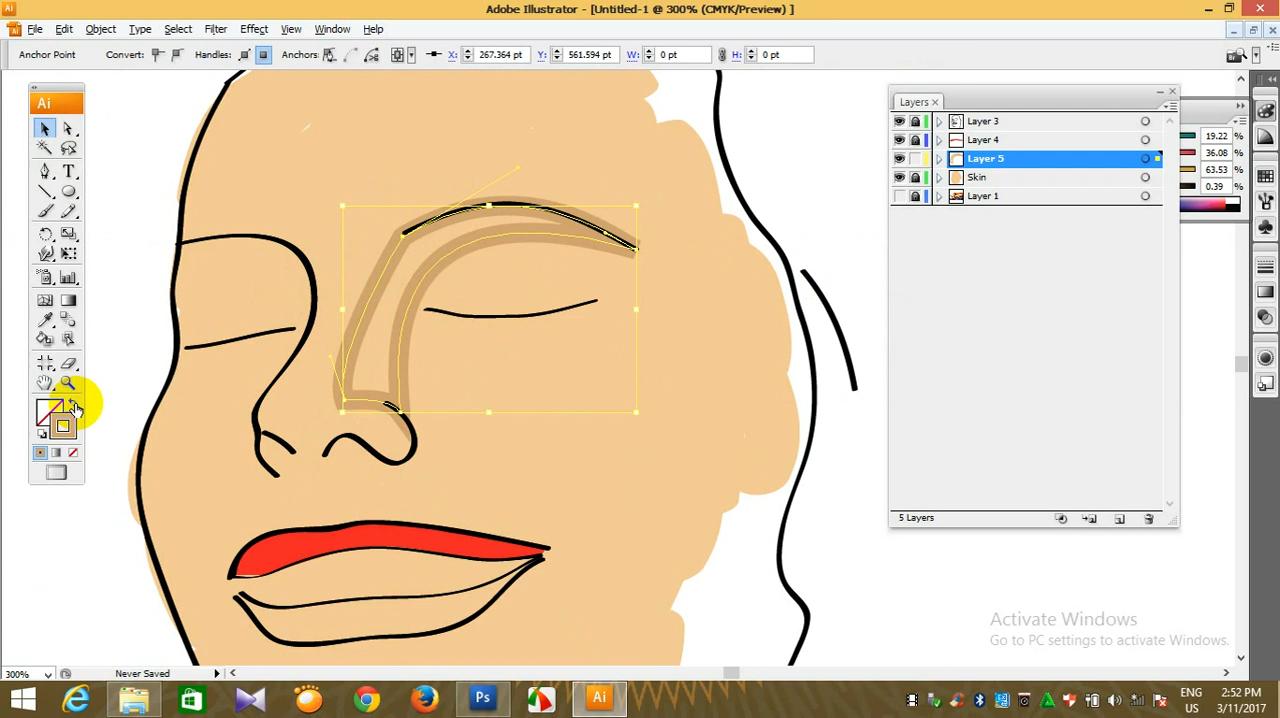 Ai Adobe Illustrator - [Untitled-1 @ 300% (CMYK/Preview) ]
File Edit Object Type Select Filter Effect View Window Help
Anchor Point Convert: Handles: Anchors: X: 267.364 pt Y: 561.594 pt W: 0 pt H: 0 pt
Ai
Layers
Layer 3
Layer 4
Layer 5
Skin
Layer 1
5 Layers
19.22 %
36.08 %
63.53 %
0.39 %
Activate Windows
Go to PC settings to activate Windows.
300% Never Saved
Ps Ai
ENG 2:52 PM
US 3/11/2017